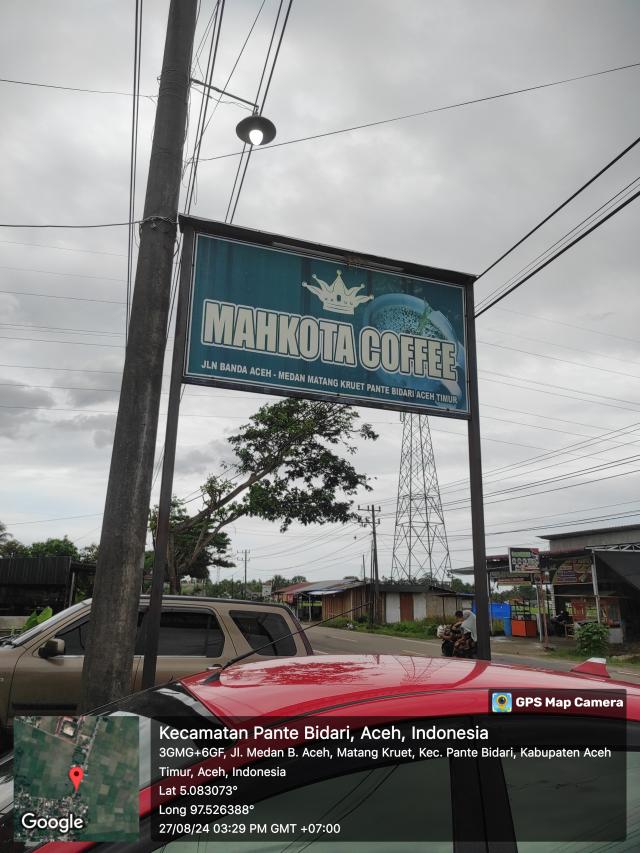 MAHKOTA COFFEE
JLN BANDA ACEH - MEDAN MATANG KRUET PANTE BIDARI ACEH TIMUR
GPS Map Camera
Kecamatan Pante Bidari, Aceh, Indonesia
3GMG+6GF, Jl. Medan B. Aceh, Matang Kruet, Kec. Pante Bidari, Kabupaten Aceh
Timur, Aceh, Indonesia
Lat 5.083073°
Long 97.526388°
27/08/24 03:29 PM GMT +07:00
Google